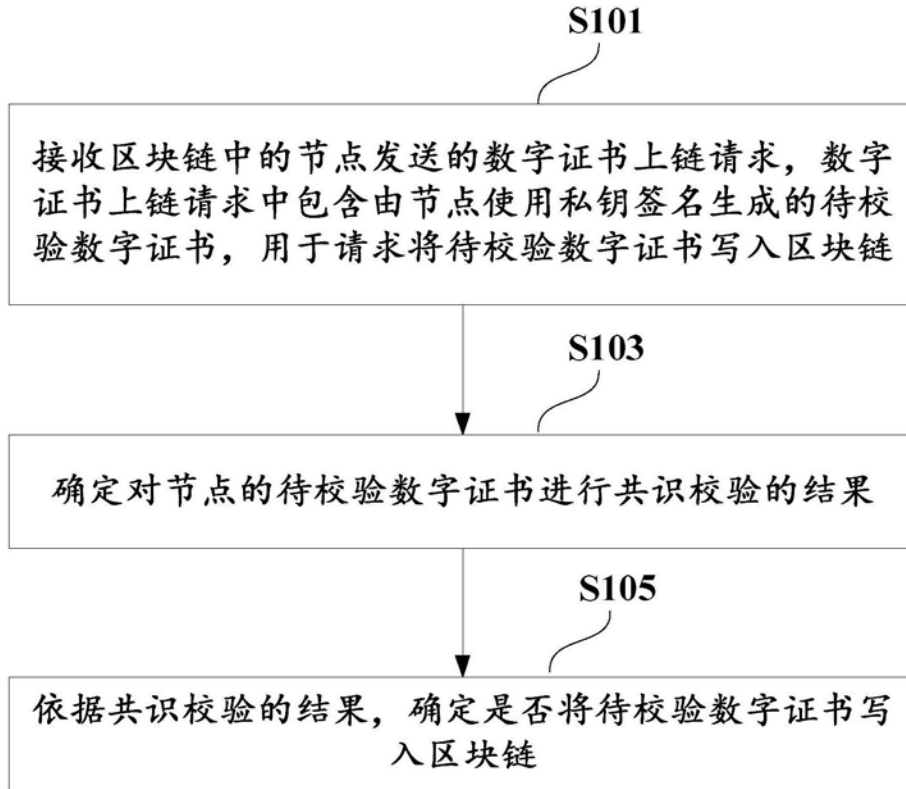 S101
接收区块链中的节点发送的数字证书上链请求，数字
证书上链请求中包含由节点使用私钥签名生成的待校
验数字证书，用于请求将待校验数字证书写入区块链
S103
确定对节点的待校验数字证书进行共识校验的结果
S105
依据共识校验的结果，确定是否将待校验数字证书写
入区块链